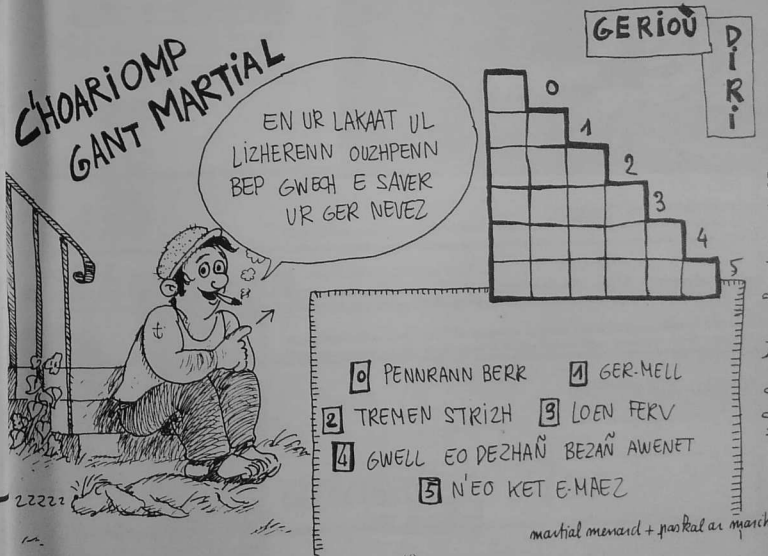 C'HOARIOMP
GANT MARTIAL
EN UR LAKAAT UL
LIZHERENN OUZHPENN
BEP GWECH E SAVER
UR GER NEVEZ
GERIOÙ
DIRI
0
1
2
3
4
5
0 PENNRANN BERR 1 GER-MELL
2 TREMEN STRIZH 3 LOEN FERV
4 GWELL EO DEZHAÑ BEZAÑ AWENET
5 N'EO KET E-MAEZ
zzzzz
martial menard + paskal an